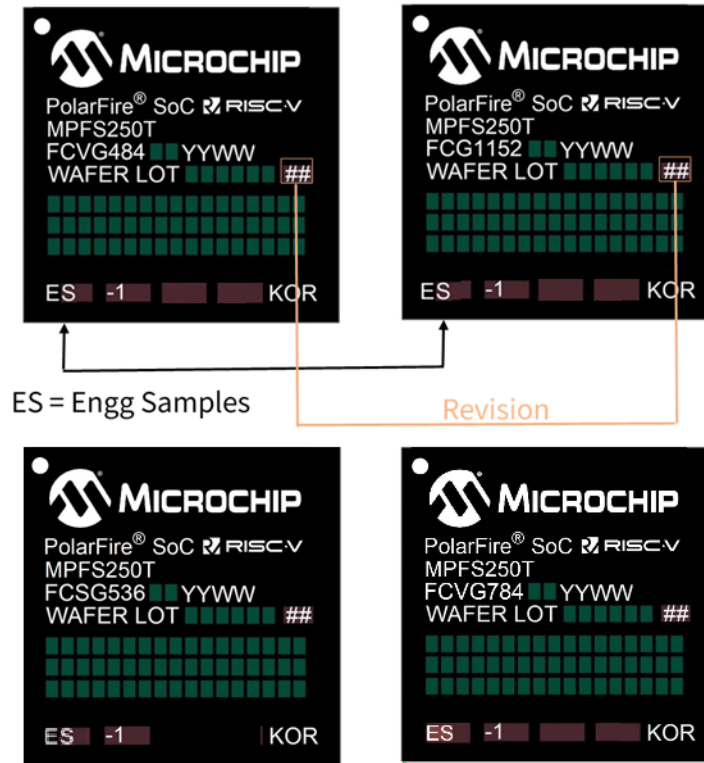 MICROCHIP
PolarFire® SoC RISC-V
MPFS250T
FCVG484 YYWW
WAFER LOT ##
ES -1 KOR
MICROCHIP
PolarFire® SoC RISC-V
MPFS250T
FCG1152 YYWW
WAFER LOT ##
ES -1 KOR
ES = Engg Samples
Revision
MICROCHIP
PolarFire® SoC RISC-V
MPFS250T
FCSG536 YYWW
WAFER LOT ##
ES -1 KOR
MICROCHIP
PolarFire® SoC RISC-V
MPFS250T
FCVG784 YYWW
WAFER LOT ##
ES -1 KOR